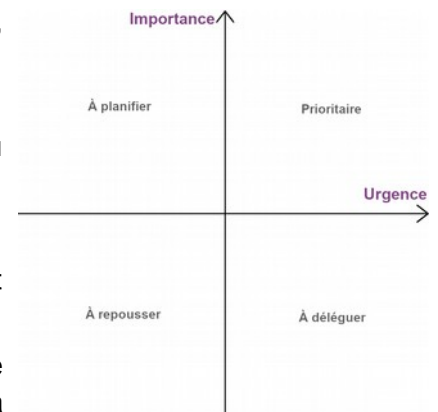 Importance
À planifier
Prioritaire
Urgence
À repousser
À déléguer